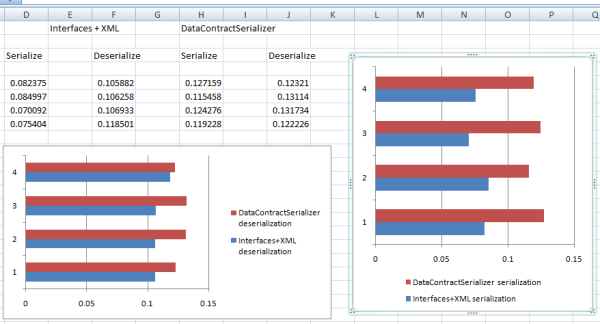 D E F G H I J K L M N O P Q
Interfaces + XML DataContractSerializer
Serialize Deserialize Serialize Deserialize
0.082375 0.105882 0.127159 0.12321
0.084997 0.106258 0.115458 0.13114
0.070092 0.106933 0.124276 0.131734
0.075404 0.118501 0.119228 0.122226
4
3
2
1
0 0.05 0.1 0.15
DataContractSerializer
deserialization
Interfaces+XML
deserialization
4
3
2
1
0 0.05 0.1 0.15
DataContractSerializer serialization
Interfaces+XML serialization